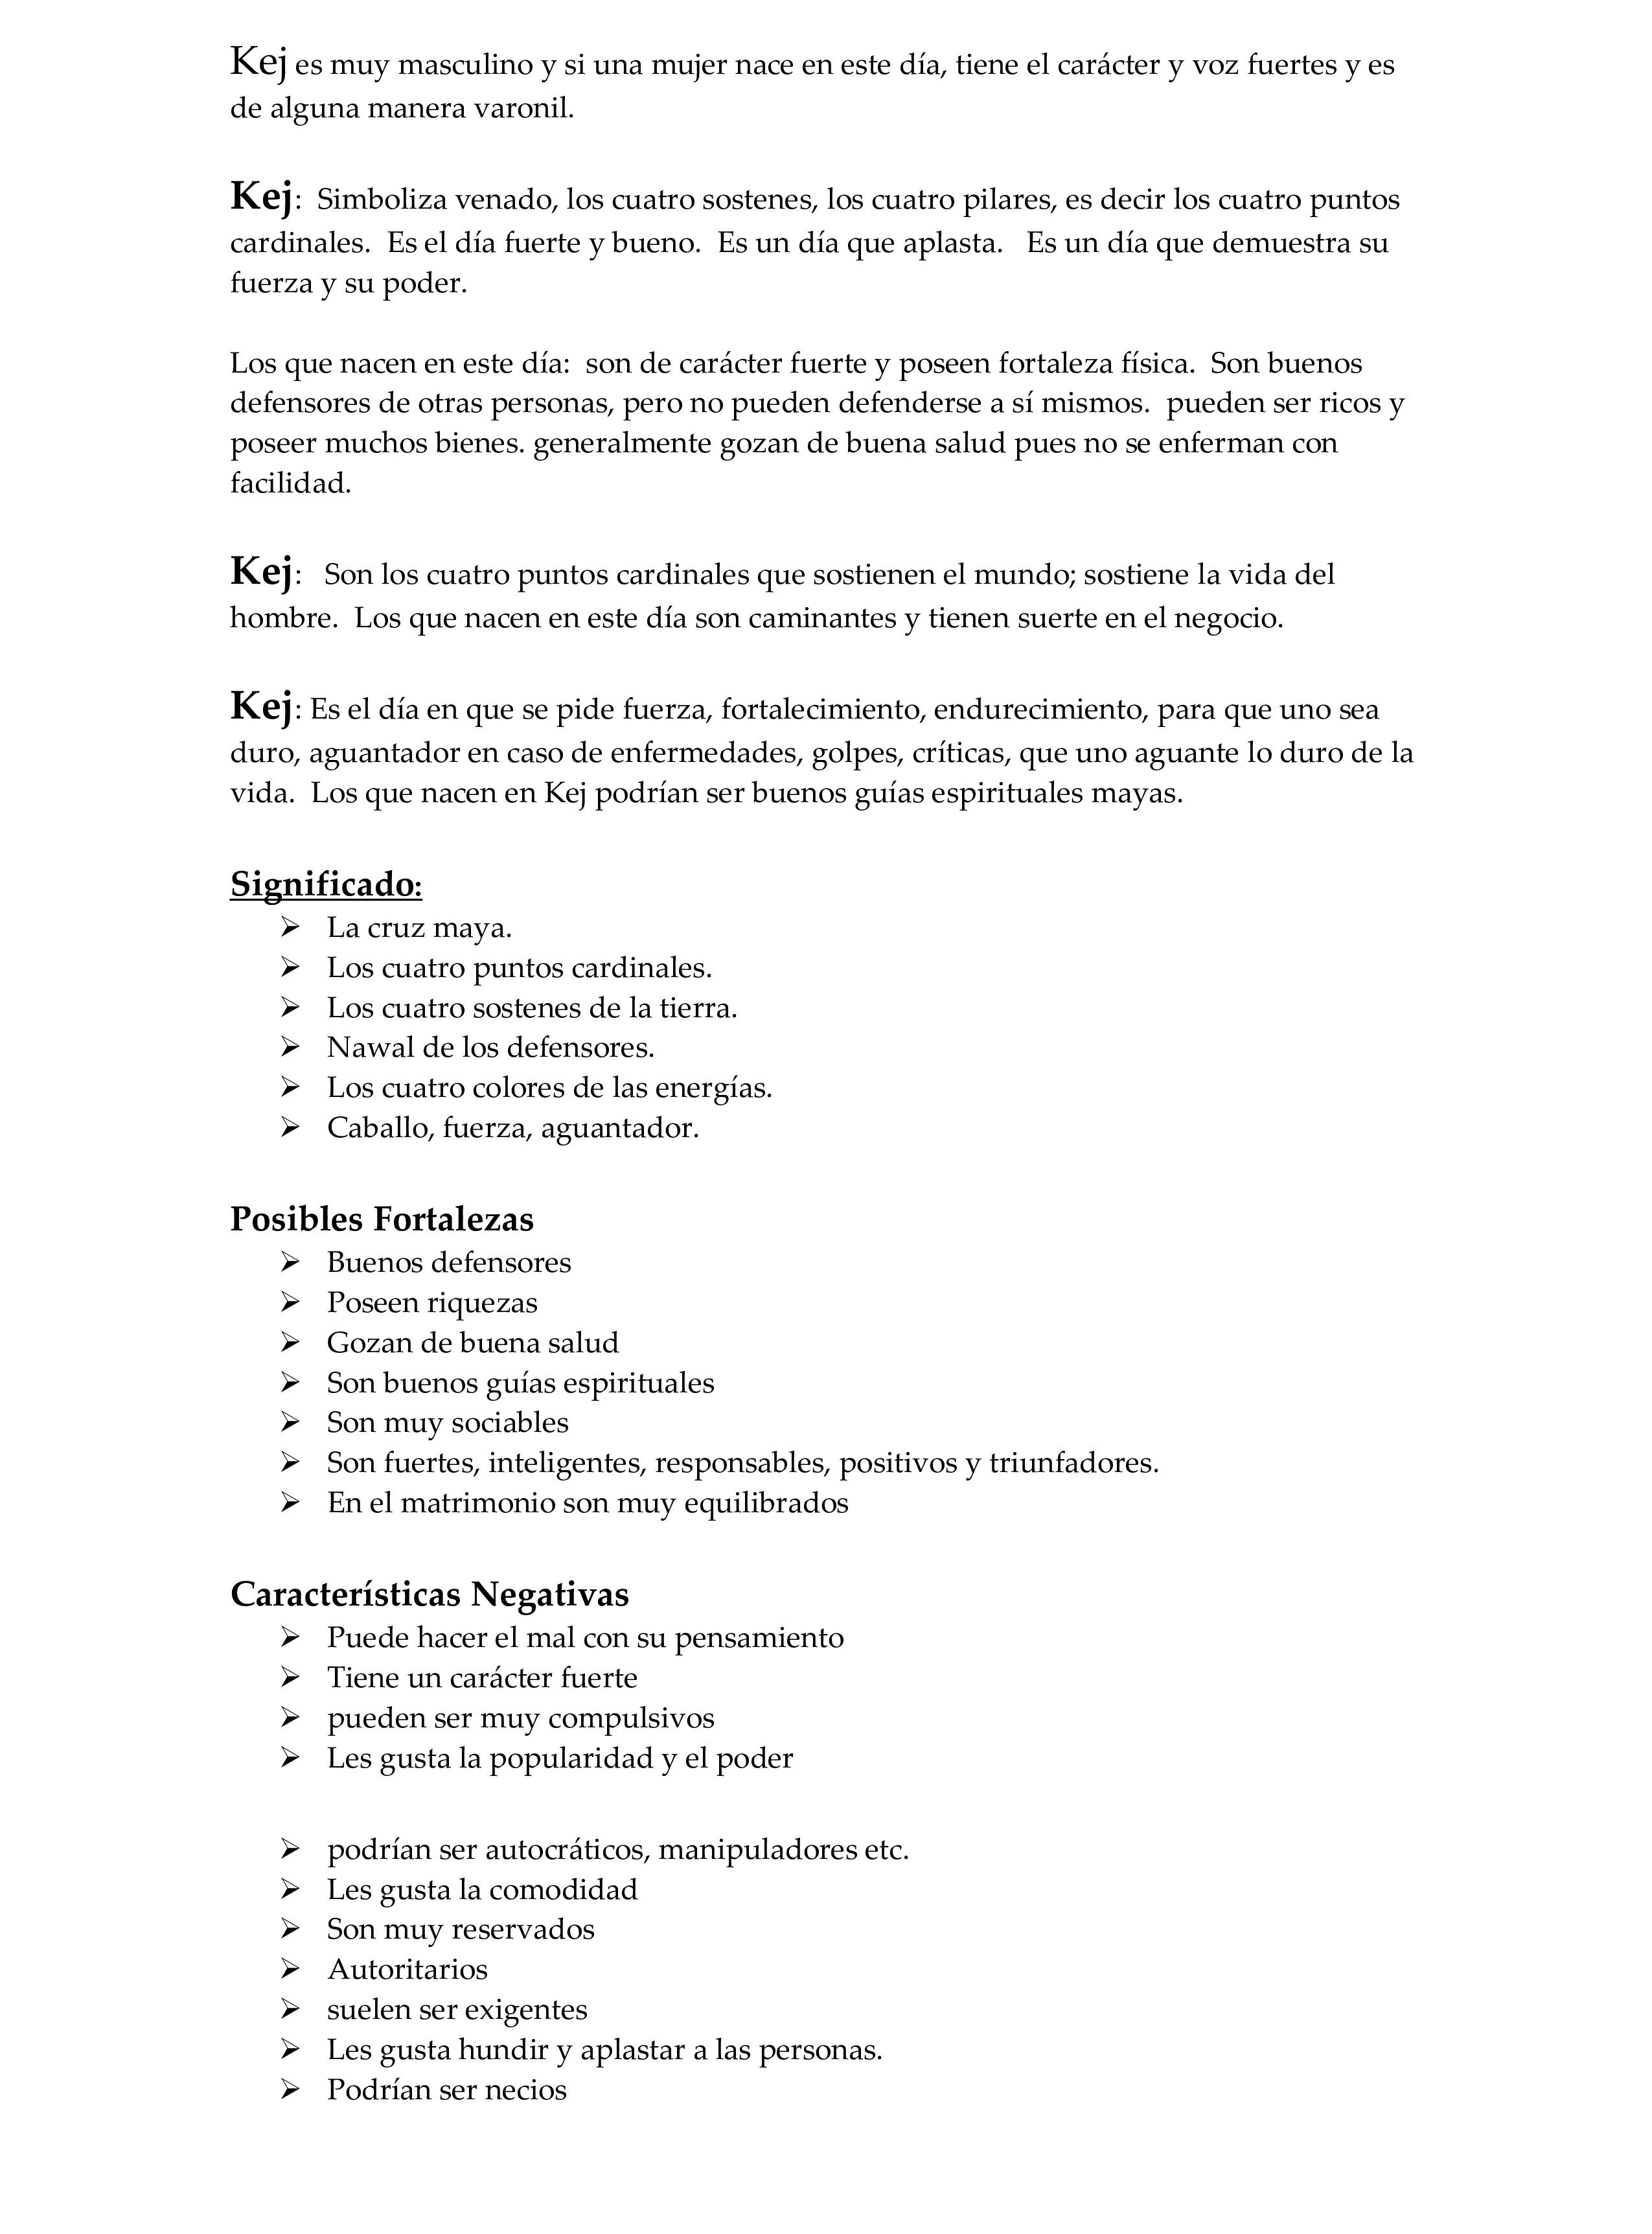 Kej es muy masculino y si una mujer nace en este día, tiene el carácter y voz fuertes y es
de alguna manera varonil.
Kej:  Simboliza venado, los cuatro sostenes, los cuatro pilares, es decir los cuatro puntos
cardinales.  Es el día fuerte y bueno.  Es un día que aplasta.   Es un día que demuestra su
fuerza y su poder.
Los que nacen en este día:  son de carácter fuerte y poseen fortaleza física.  Son buenos
defensores de otras personas, pero no pueden defenderse a sí mismos.  pueden ser ricos y
poseer muchos bienes. generalmente gozan de buena salud pues no se enferman con
facilidad.
Kej:   Son los cuatro puntos cardinales que sostienen el mundo; sostiene la vida del
hombre.  Los que nacen en este día son caminantes y tienen suerte en el negocio.
Kej: Es el día en que se pide fuerza, fortalecimiento, endurecimiento, para que uno sea
duro, aguantador en caso de enfermedades, golpes, críticas, que uno aguante lo duro de la
vida.  Los que nacen en Kej podrían ser buenos guías espirituales mayas.
Significado:
➢ La cruz maya.
➢ Los cuatro puntos cardinales.
➢ Los cuatro sostenes de la tierra.
➢ Nawal de los defensores.
➢ Los cuatro colores de las energías.
➢ Caballo, fuerza, aguantador.
Posibles Fortalezas
➢ Buenos defensores
➢ Poseen riquezas
➢ Gozan de buena salud
➢ Son buenos guías espirituales
➢ Son muy sociables
➢ Son fuertes, inteligentes, responsables, positivos y triunfadores.
➢ En el matrimonio son muy equilibrados
Características Negativas
➢ Puede hacer el mal con su pensamiento
➢ Tiene un carácter fuerte
➢ pueden ser muy compulsivos
➢ Les gusta la popularidad y el poder
➢ podrían ser autocráticos, manipuladores etc.
➢ Les gusta la comodidad
➢ Son muy reservados
➢ Autoritarios
➢ suelen ser exigentes
➢ Les gusta hundir y aplastar a las personas.
➢ Podrían ser necios